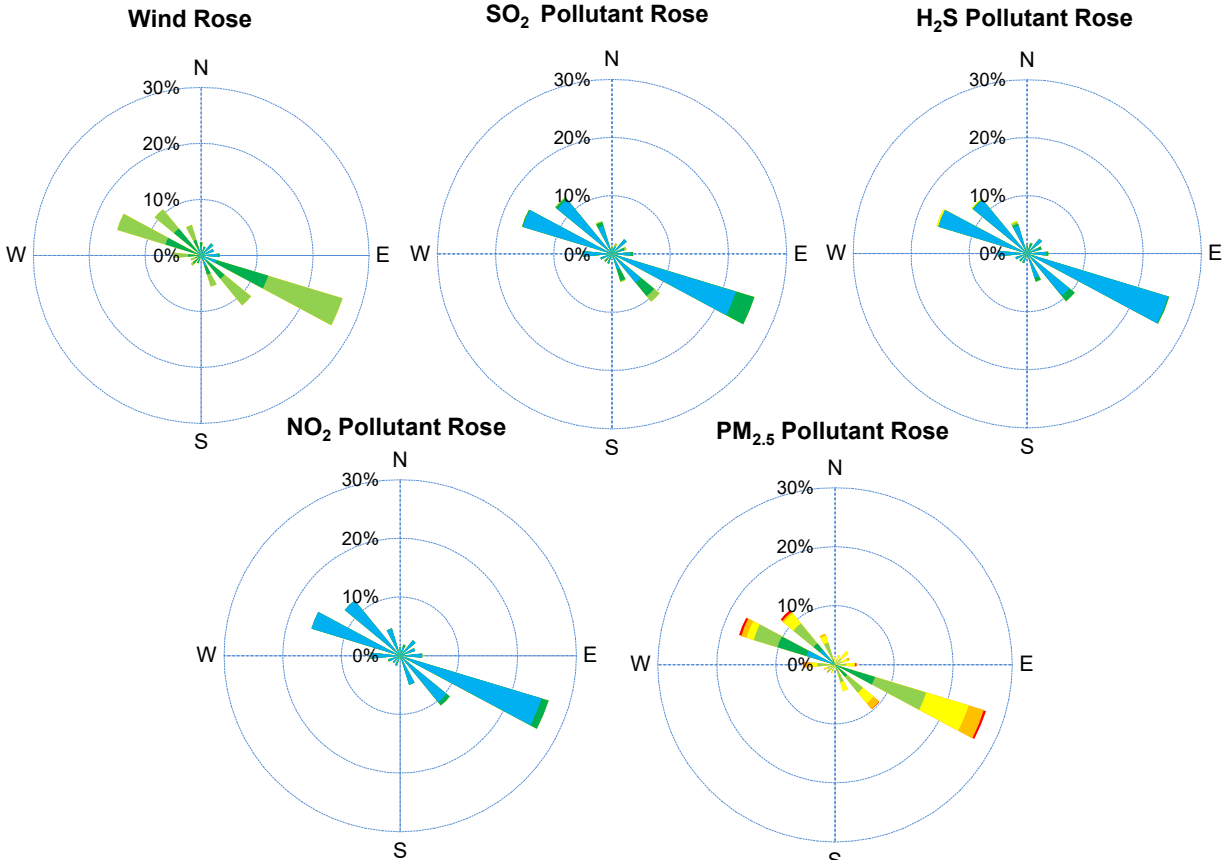 Wind Rose
SO₂ Pollutant Rose
H₂S Pollutant Rose
N
30%
20%
10%
0%
W
E
S
N
30%
20%
10%
0%
W
E
S
N
30%
20%
10%
0%
W
E
S
NO₂ Pollutant Rose
PM₂.₅ Pollutant Rose
N
30%
20%
10%
0%
W
E
S
N
30%
20%
10%
0%
W
E
S